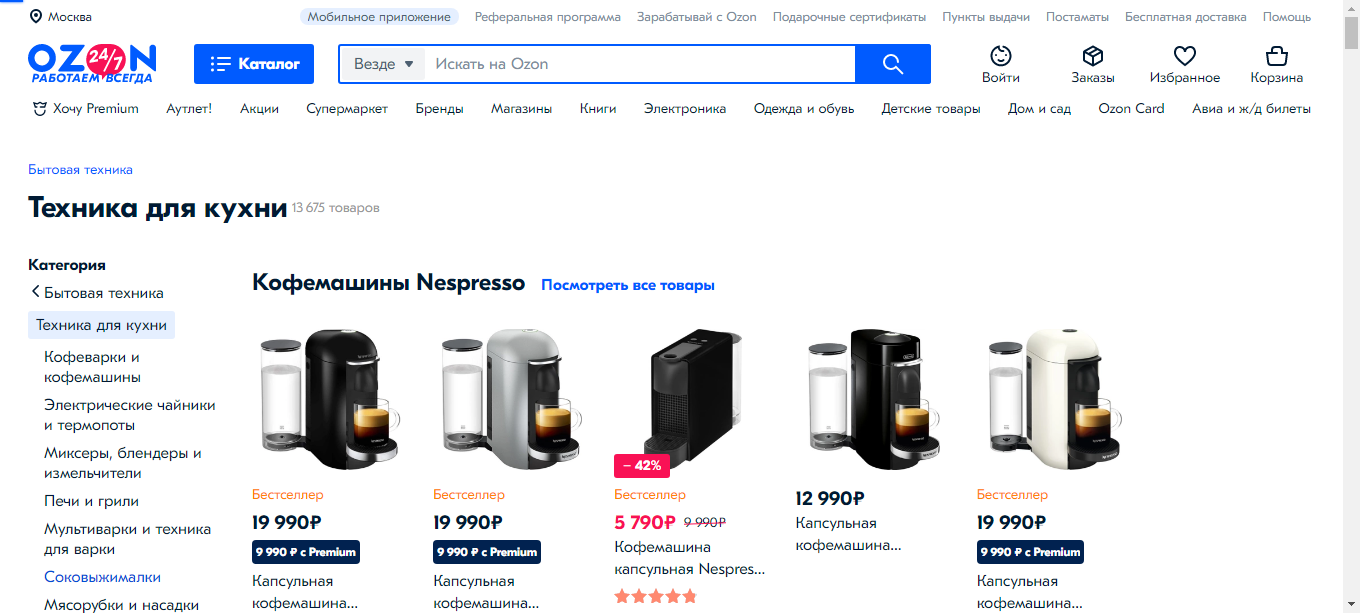 Москва
Мобильное приложение
Реферальная программа
Зарабатывай с Ozon
Подарочные сертификаты
Пункты выдачи
Постаматы
Бесплатная доставка
Помощь
OZON
24/7
РАБОТАЕМ ВСЕГДА
Каталог
Везде
Искать на Ozon
Войти
Заказы
Избранное
Корзина
Хочу Premium
Аутлет!
Акции
Супермаркет
Бренды
Магазины
Книги
Электроника
Одежда и обувь
Детские товары
Дом и сад
Ozon Card
Авиа и ж/д билеты
Бытовая техника
Техника для кухни 13 675 товаров
Категория
Бытовая техника
Техника для кухни
Кофеварки и
кофемашины
Электрические чайники
и термопоты
Миксеры, блендеры и
измельчители
Печи и грили
Мультиварки и техника
для варки
Соковыжималки
Мясорубки и насадки
Кофемашины Nespresso Посмотреть все товары
Бестселлер
19 990₽
9 990 ₽ с Premium
Капсульная
кофемашина...
Бестселлер
19 990₽
9 990 ₽ с Premium
Капсульная
кофемашина...
− 42%
Бестселлер
5 790₽ 9 990₽
Кофемашина
капсульная Nespres...
12 990₽
Капсульная
кофемашина...
Бестселлер
19 990₽
9 990 ₽ с Premium
Капсульная
кофемашина...